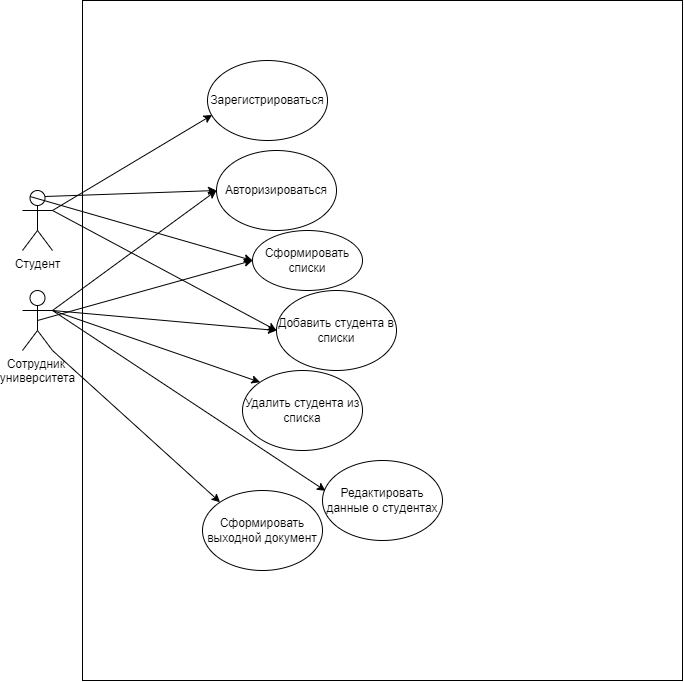 Зарегистрироваться
Авторизироваться
Студент
Сформировать
списки
Добавить студента в
списки
Сотрудник
университета
Удалить студента из
списка
Редактировать
данные о студентах
Сформировать
выходной документ